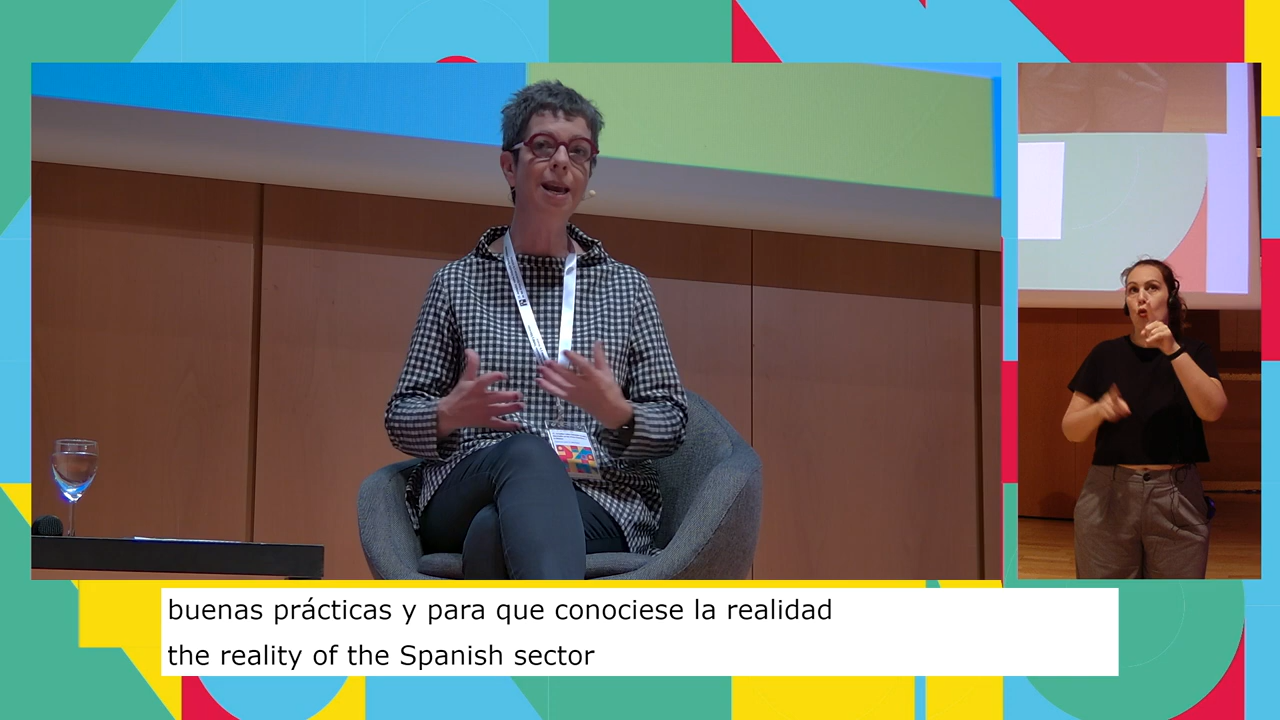 buenas prácticas y para que conociese la realidad
the reality of the Spanish sector